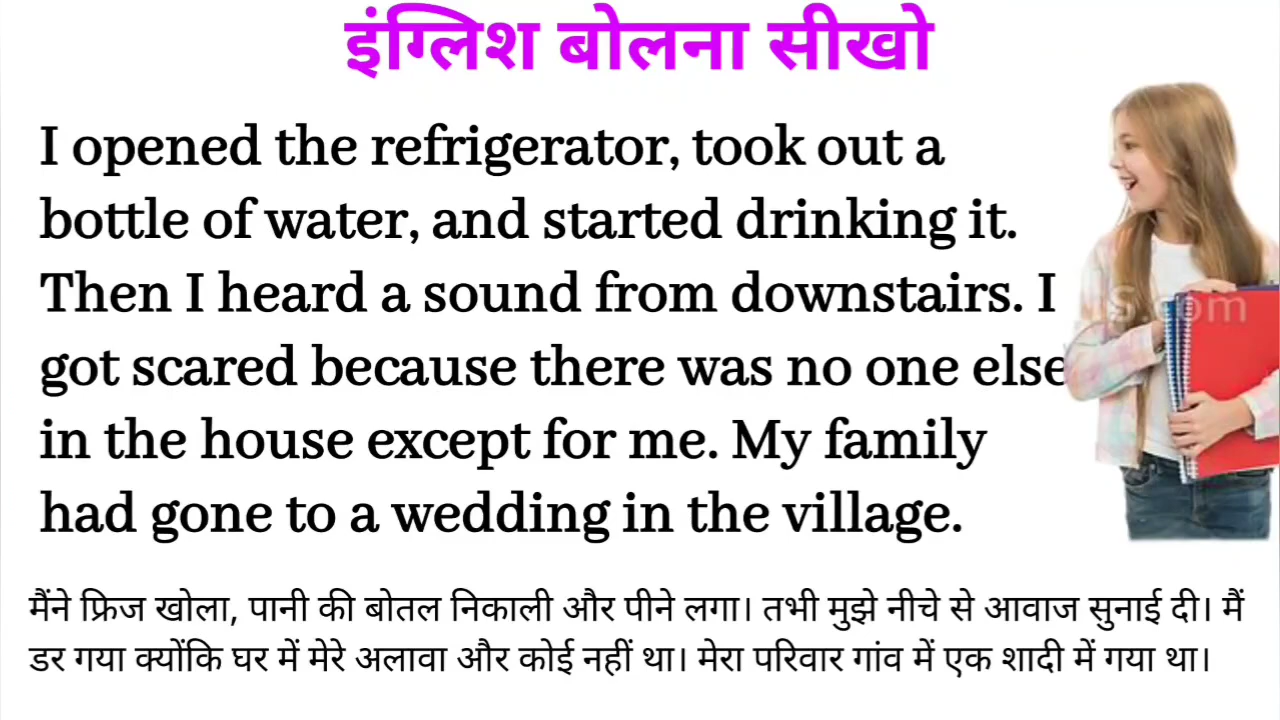 इंग्लिश बोलना सीखो
I opened the refrigerator, took out a
bottle of water, and started drinking it.
Then I heard a sound from downstairs. I
got scared because there was no one else
in the house except for me. My family
had gone to a wedding in the village.
मैंने फ्रिज खोला, पानी की बोतल निकाली और पीने लगा। तभी मुझे नीचे से आवाज सुनाई दी। मैं
डर गया क्योंकि घर में मेरे अलावा और कोई नहीं था। मेरा परिवार गांव में एक शादी में गया था।